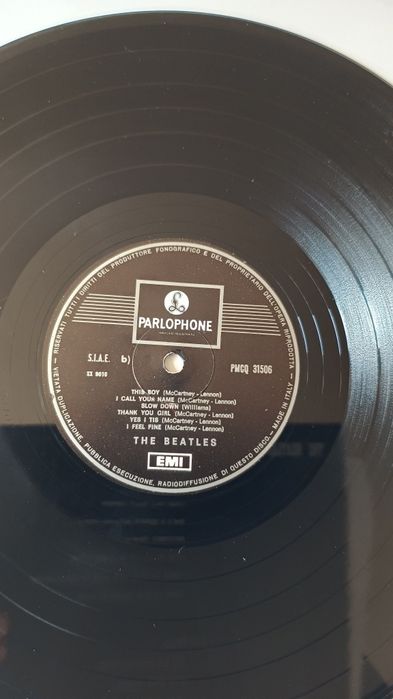 RISERVATI TUTTI I DIRITTI DEL PRODUTTORE FONOGRAFICO E DEL PROPRIETARIO DELL'OPERA RIPRODOTTA
PARLOPHONE
S.I.A.E. b)
PMCQ 31506
THIS BOY (McCartney - Lennon)
I CALL YOUR NAME (McCartney - Lennon)
SLOW DOWN (Williams)
THANK YOU GIRL (McCartney - Lennon)
YES I TIS (McCartney - Lennon)
I FEEL FINE (McCartney - Lennon)
THE BEATLES
EMI
VIETATA DUPLICAZIONE, PUBBLICA ESECUZIONE, RADIODIFFUSIONE DI QUESTO DISCO - MADE IN ITALY -